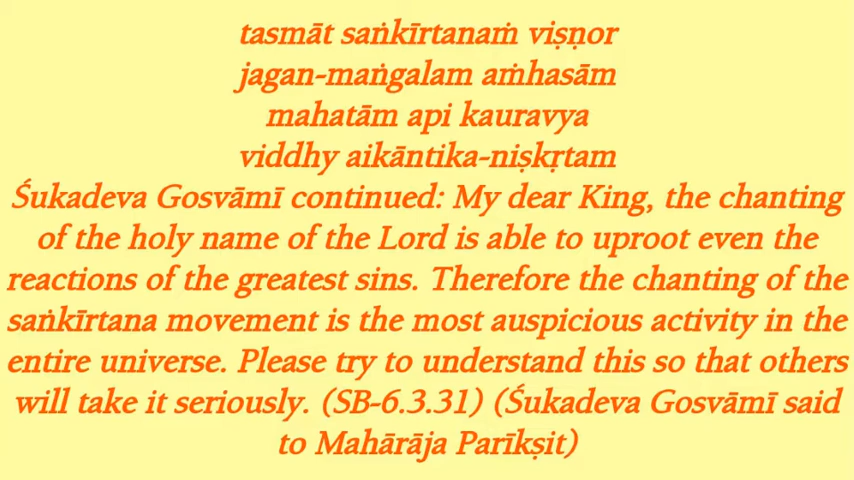 tasmāt saṅkīrtanaṁ viṣṇor
jagan-maṅgalam aṁhasām
mahatām api kauravya
viddhy aikāntika-niṣkṛtam
Śukadeva Gosvāmī continued: My dear King, the chanting
of the holy name of the Lord is able to uproot even the
reactions of the greatest sins. Therefore the chanting of the
saṅkīrtana movement is the most auspicious activity in the
entire universe. Please try to understand this so that others
will take it seriously. (SB-6.3.31) (Śukadeva Gosvāmī said
to Mahārāja Parīkṣit)